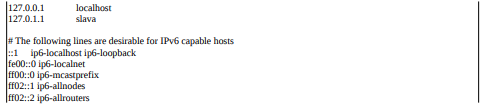 127.0.0.1 localhost
127.0.1.1 slava

# The following lines are desirable for IPv6 capable hosts
::1 ip6-localhost ip6-loopback
fe00::0 ip6-localnet
ff00::0 ip6-mcastprefix
ff02::1 ip6-allnodes
ff02::2 ip6-allrouters